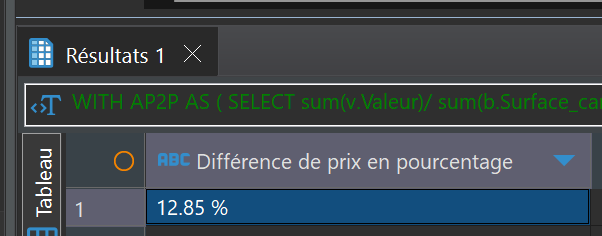 Résultats 1
T WITH AP2P AS ( SELECT sum(v.Valeur)/ sum(b.Surface_car
Tableau
ABC Différence de prix en pourcentage
1 12.85 %